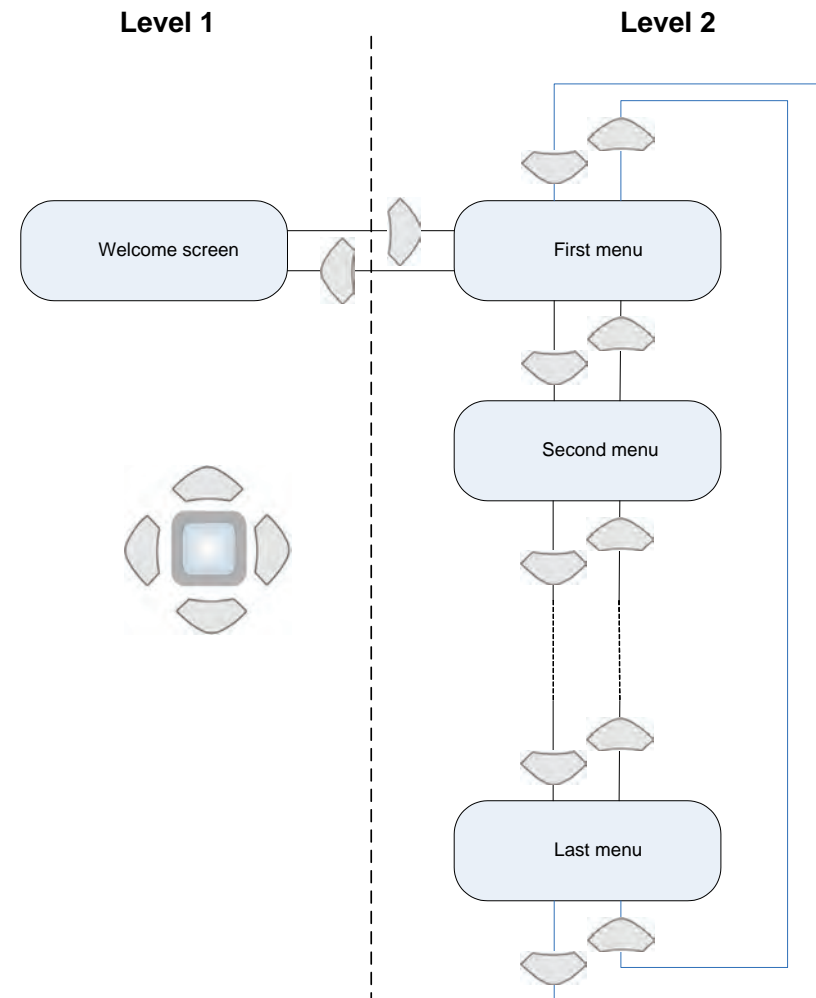 Level 1
Level 2
Welcome screen
First menu
Second menu
Last menu